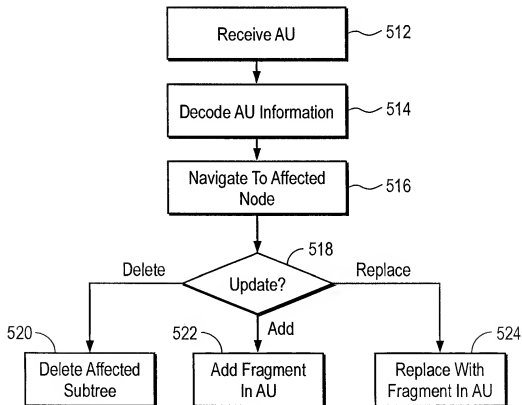 Receive AU
512
Decode AU Information
514
Navigate To Affected
Node
516
518
Update?
Delete
Replace
Add
520
Delete Affected
Subtree
522
Add Fragment
In AU
524
Replace With
Fragment In AU